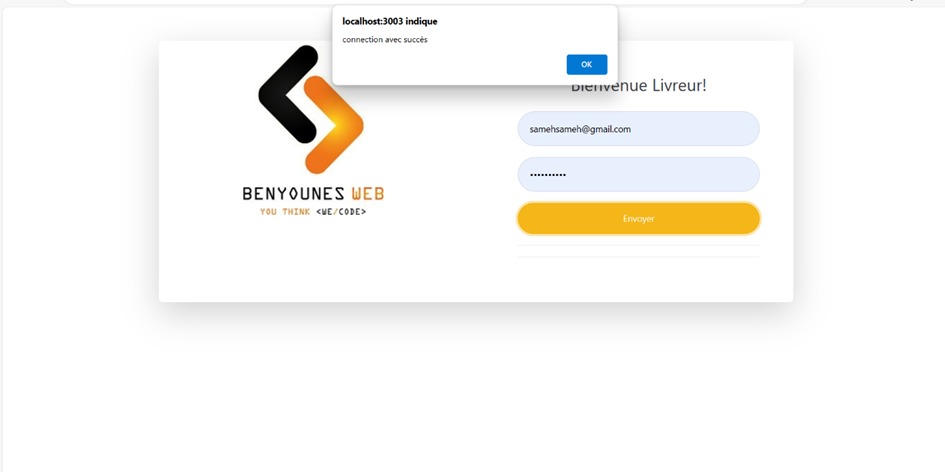 localhost:3003 indique
connection avec succès
OK
Bienvenue Livreur!
samehsameh@gmail.com
Envoyer
BENYOUNES WEB
YOU THINK <WE/CODE>